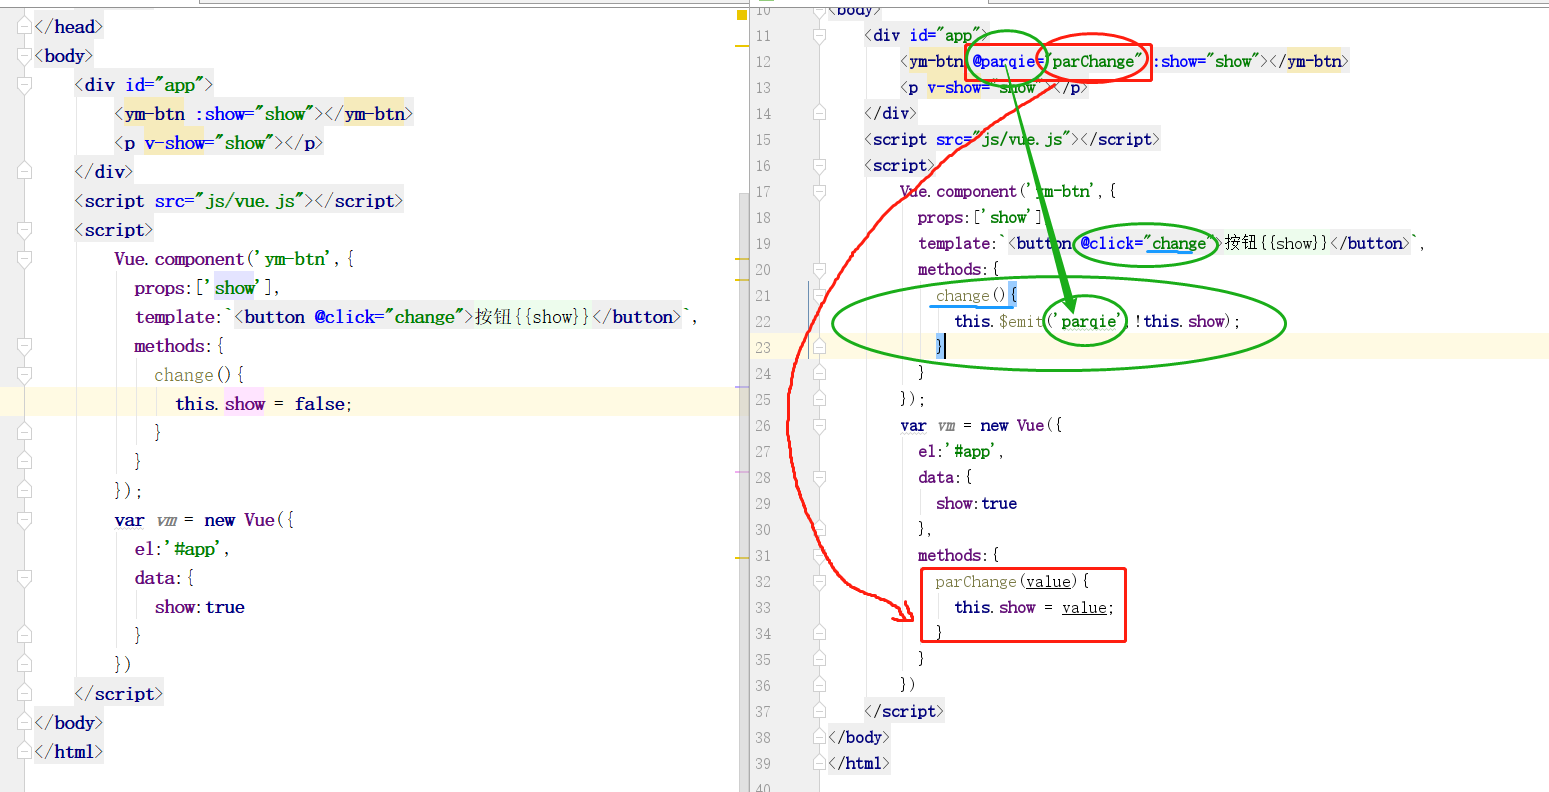 </head>
<body>
<div id="app">
<ym-btn :show="show"></ym-btn>
<p v-show="show"></p>
</div>
<script src="js/vue.js"></script>
<script>
Vue.component('ym-btn',{
props:['show'],
template:`<button @click="change">按钮{{show}}</button>`,
methods:{
change(){
this.show = false;
}
}
});
var vm = new Vue({
el:'#app',
data:{
show:true
}
})
</script>
</body>
</html>
10 <body>
11 <div id="app">
12 <ym-btn @parqie="parChange" :show="show"></ym-btn>
13 <p v-show="show"></p>
14 </div>
15 <script src="js/vue.js"></script>
16 <script>
17 Vue.component('ym-btn',{
18 props:['show']
19 template:`<button @click="change">按钮{{show}}</button>`,
20 methods:{
21 change(){
22 this.$emit('parqie',!this.show);
23 }
24 }
25 });
26 var vm = new Vue({
27 el:'#app',
28 data:{
29 show:true
30 },
31 methods:{
32 parChange(value){
33 this.show = value;
34 }
35 }
36 })
37 </script>
38 </body>
39 </html>
40